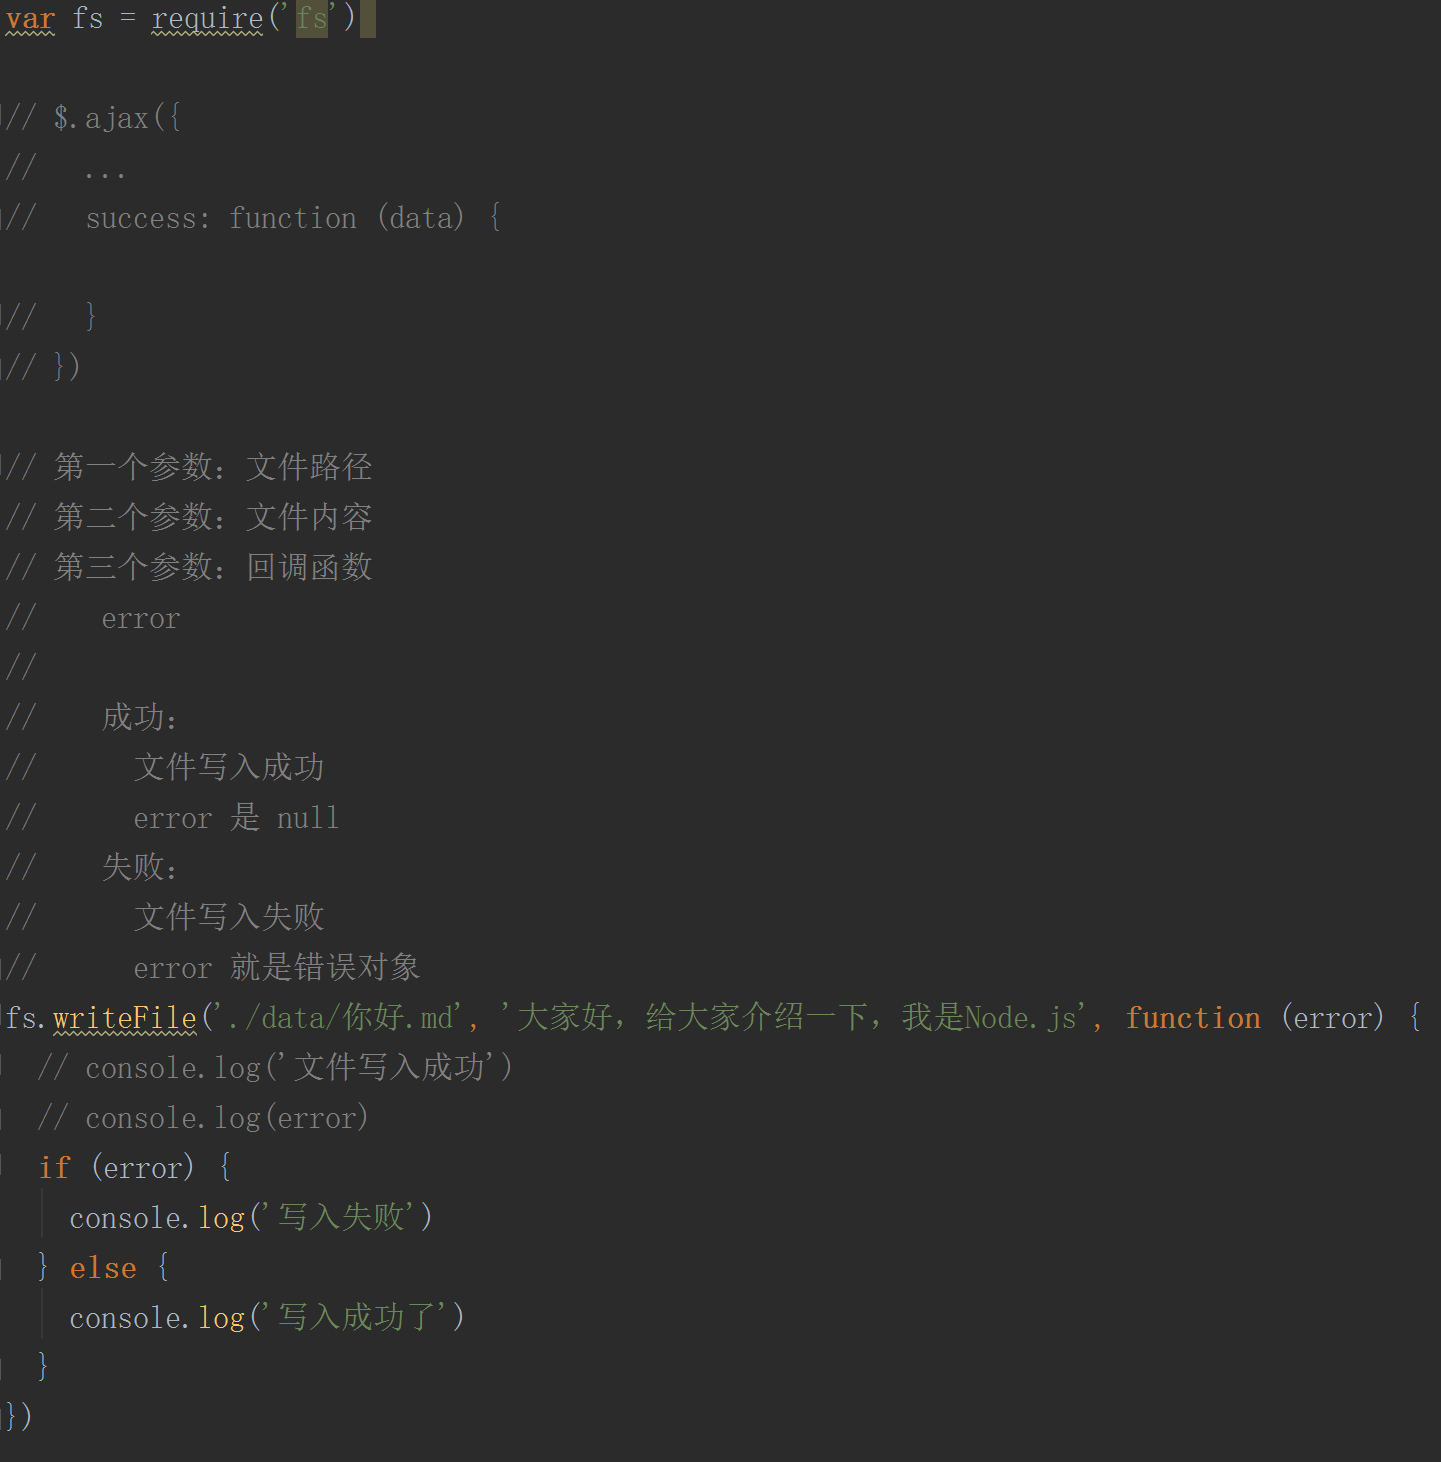 var fs = require('fs')
// $.ajax({
//   ...
//   success: function (data) {
//   }
// })
// 第一个参数：文件路径
// 第二个参数：文件内容
// 第三个参数：回调函数
//    error
//
//    成功：
//      文件写入成功
//      error 是 null
//    失败：
//      文件写入失败
//      error 就是错误对象
fs.writeFile('./data/你好.md', '大家好，给大家介绍一下，我是Node.js', function (error) {
  // console.log('文件写入成功')
  // console.log(error)
  if (error) {
    console.log('写入失败')
  } else {
    console.log('写入成功了')
  }
})